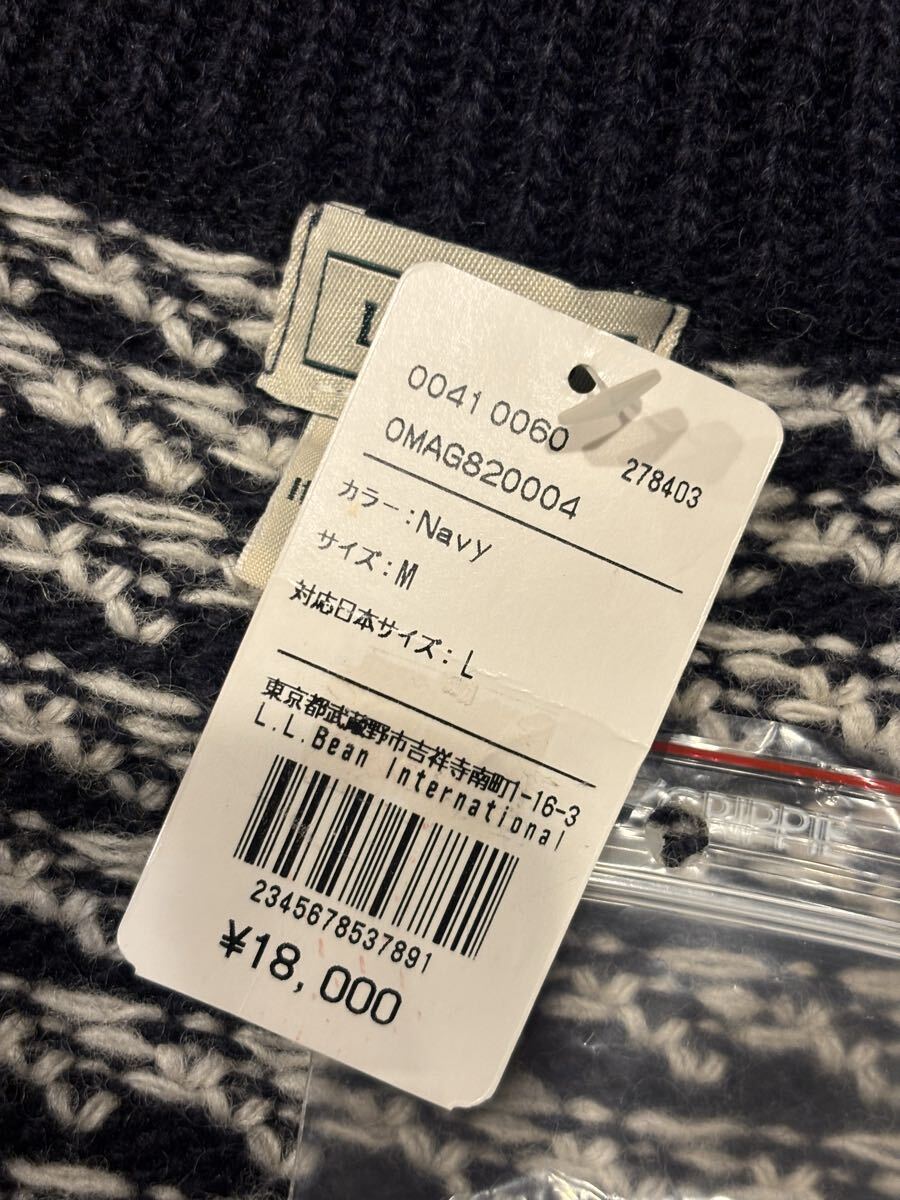 0041 0060
278403
0MAG820004
カラー:Navy
サイズ:M
対応日本サイズ:L
東京都武蔵野市吉祥寺南町1-16-3
L.L.Bean International
2345678537891
¥18,000